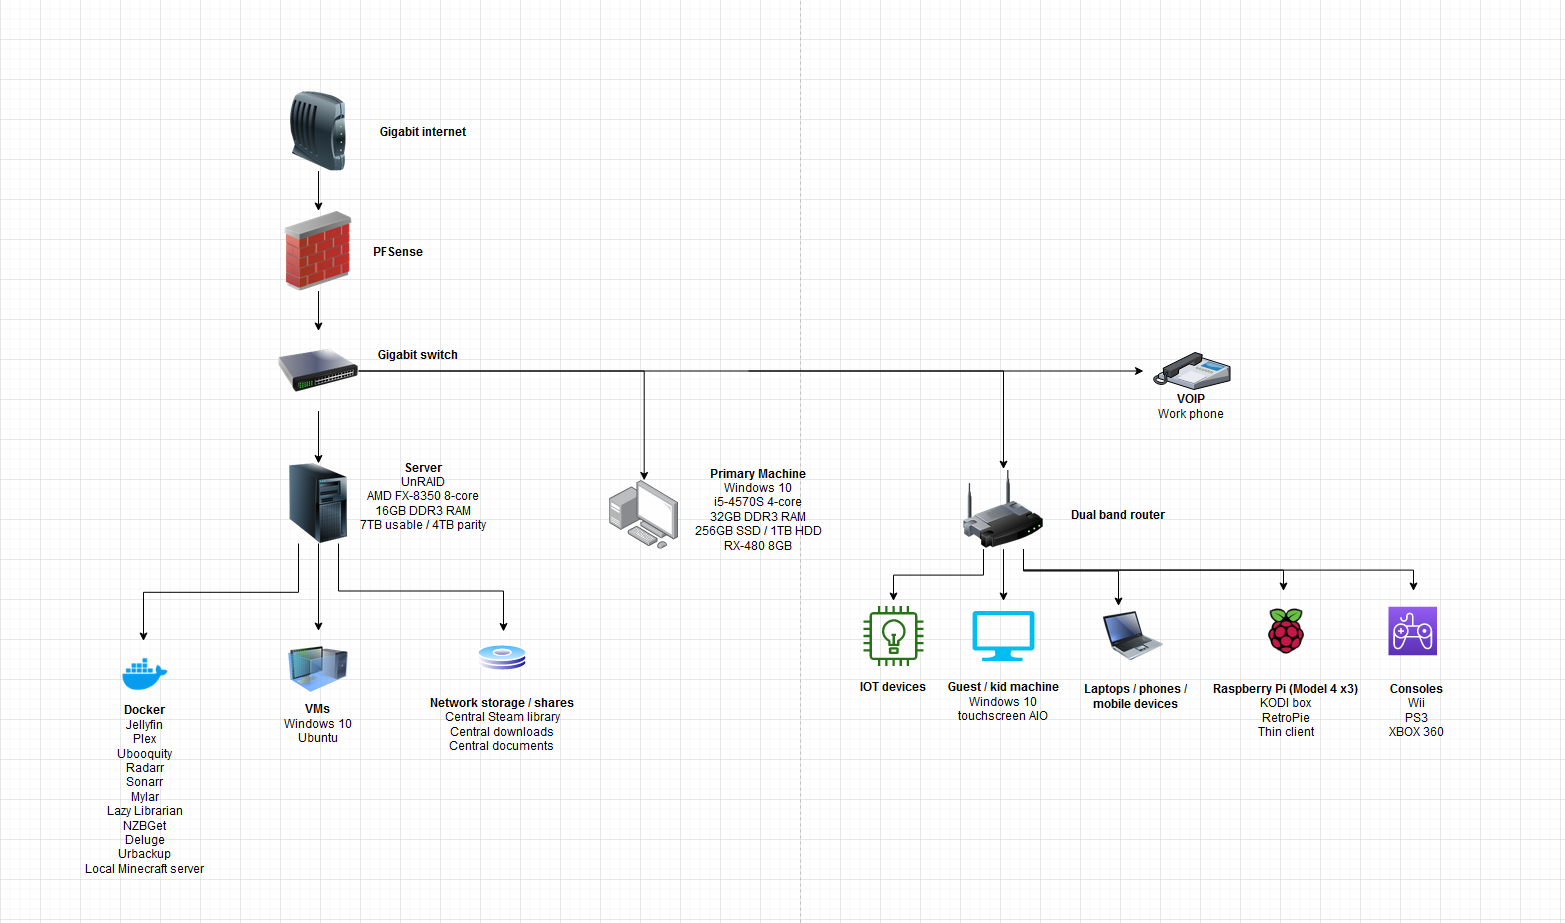 Gigabit internet
PFSense
Gigabit switch
VOIP
Work phone
Server
UnRAID
AMD FX-8350 8-core
16GB DDR3 RAM
7TB usable / 4TB parity
Primary Machine
Windows 10
i5-4570S 4-core
32GB DDR3 RAM
256GB SSD / 1TB HDD
RX-480 8GB
Dual band router
Docker
Jellyfin
Plex
Ubooquity
Radarr
Sonarr
Mylar
Lazy Librarian
NZBGet
Deluge
Urbackup
Local Minecraft server
VMs
Windows 10
Ubuntu
Network storage / shares
Central Steam library
Central downloads
Central documents
IOT devices
Guest / kid machine
Windows 10
touchscreen AIO
Laptops / phones /
mobile devices
Raspberry Pi (Model 4 x3)
KODI box
RetroPie
Thin client
Consoles
Wii
PS3
XBOX 360